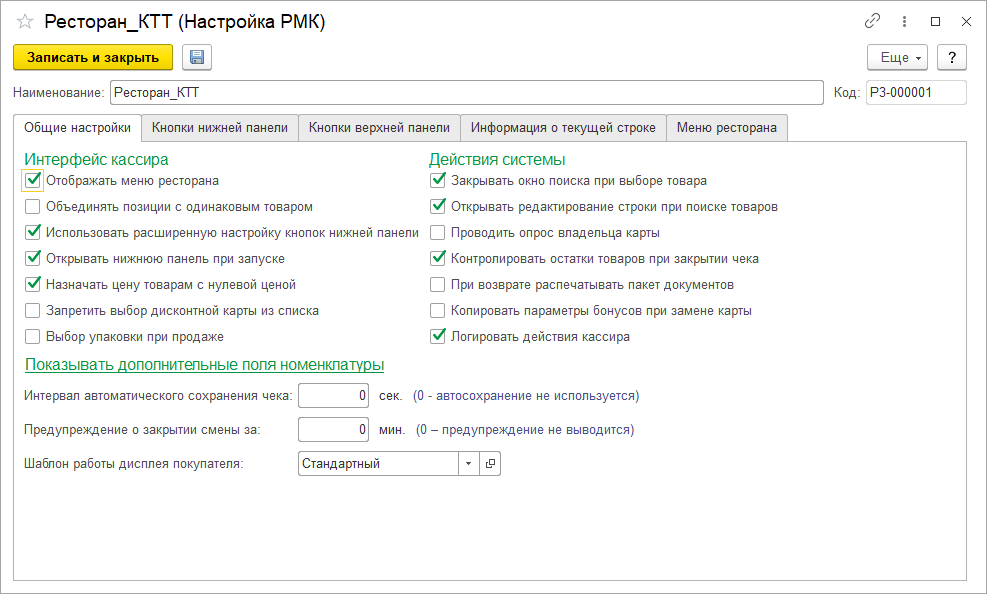 Ресторан_КТТ (Настройка РМК)
Записать и закрыть
Еще
?
Наименование: Ресторан_КТТ Код: РЗ-000001
Общие настройки Кнопки нижней панели Кнопки верхней панели Информация о текущей строке Меню ресторана
Интерфейс кассира
Отображать меню ресторана
Объединять позиции с одинаковым товаром
Использовать расширенную настройку кнопок нижней панели
Открывать нижнюю панель при запуске
Назначать цену товарам с нулевой ценой
Запретить выбор дисконтной карты из списка
Выбор упаковки при продаже
Действия системы
Закрывать окно поиска при выборе товара
Открывать редактирование строки при поиске товаров
Проводить опрос владельца карты
Контролировать остатки товаров при закрытии чека
При возврате распечатывать пакет документов
Копировать параметры бонусов при замене карты
Логировать действия кассира
Показывать дополнительные поля номенклатуры
Интервал автоматического сохранения чека: 0 сек. (0 - автосохранение не используется)
Предупреждение о закрытии смены за: 0 мин. (0 – предупреждение не выводится)
Шаблон работы дисплея покупателя: Стандартный